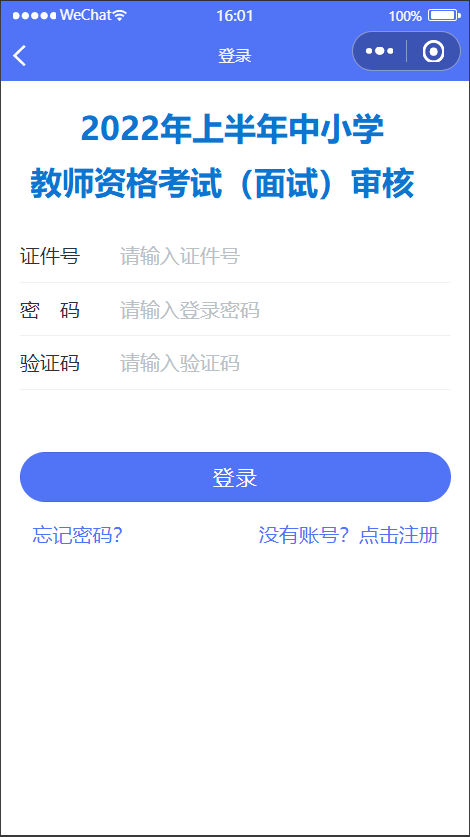 WeChat 16:01 100%
登录
2022年上半年中小学
教师资格考试（面试）审核
证件号 请输入证件号
密 码 请输入登录密码
验证码 请输入验证码
登录
忘记密码? 没有账号？点击注册